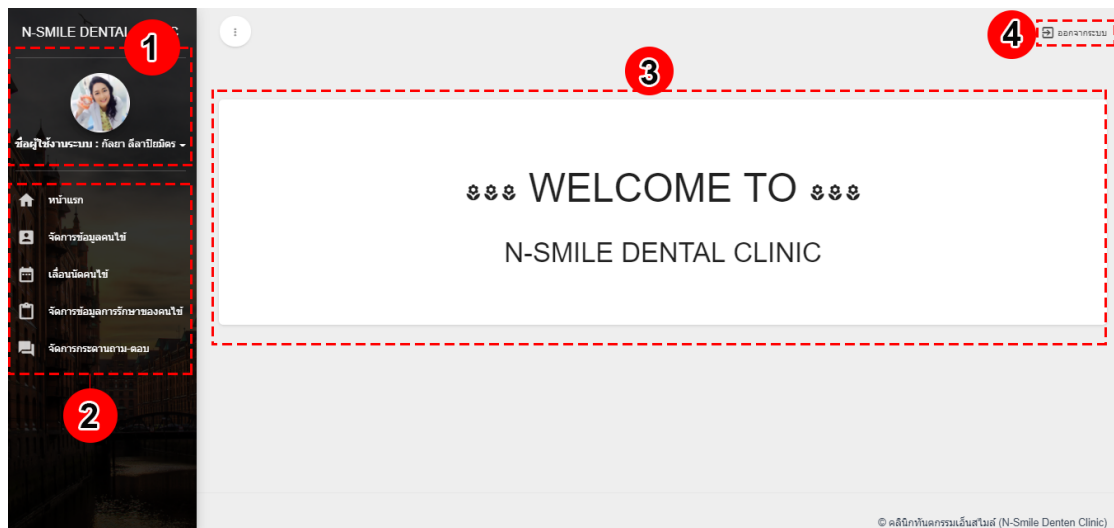 N-SMILE DENTAL C
1
ชื่อผู้ใช้งานระบบ : กัลยา ลีลาปิยมิตร
หน้าแรก
จัดการข้อมูลคนไข้
เลื่อนนัดคนไข้
จัดการข้อมูลการรักษาของคนไข้
จัดการกระดานถาม-ตอบ
2
4
ออกจากระบบ
3
WELCOME TO
N-SMILE DENTAL CLINIC
© คลินิกทันตกรรมเอ็นสไมล์ (N-Smile Denten Clinic)